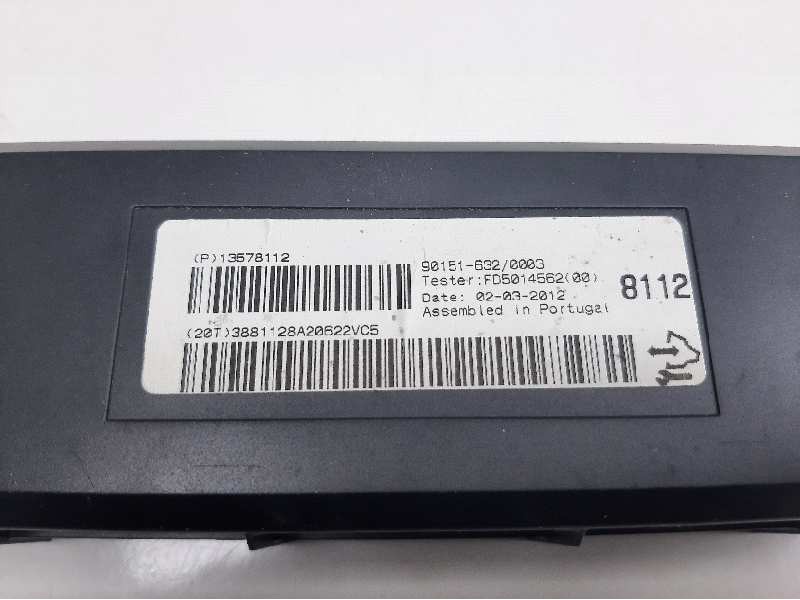 (P)13578112
90151-632/0003
Tester:FD5014562(00)
8112
Date: 02-03-2012
Assembled in Portugal
(20T)3881128A20622VC5